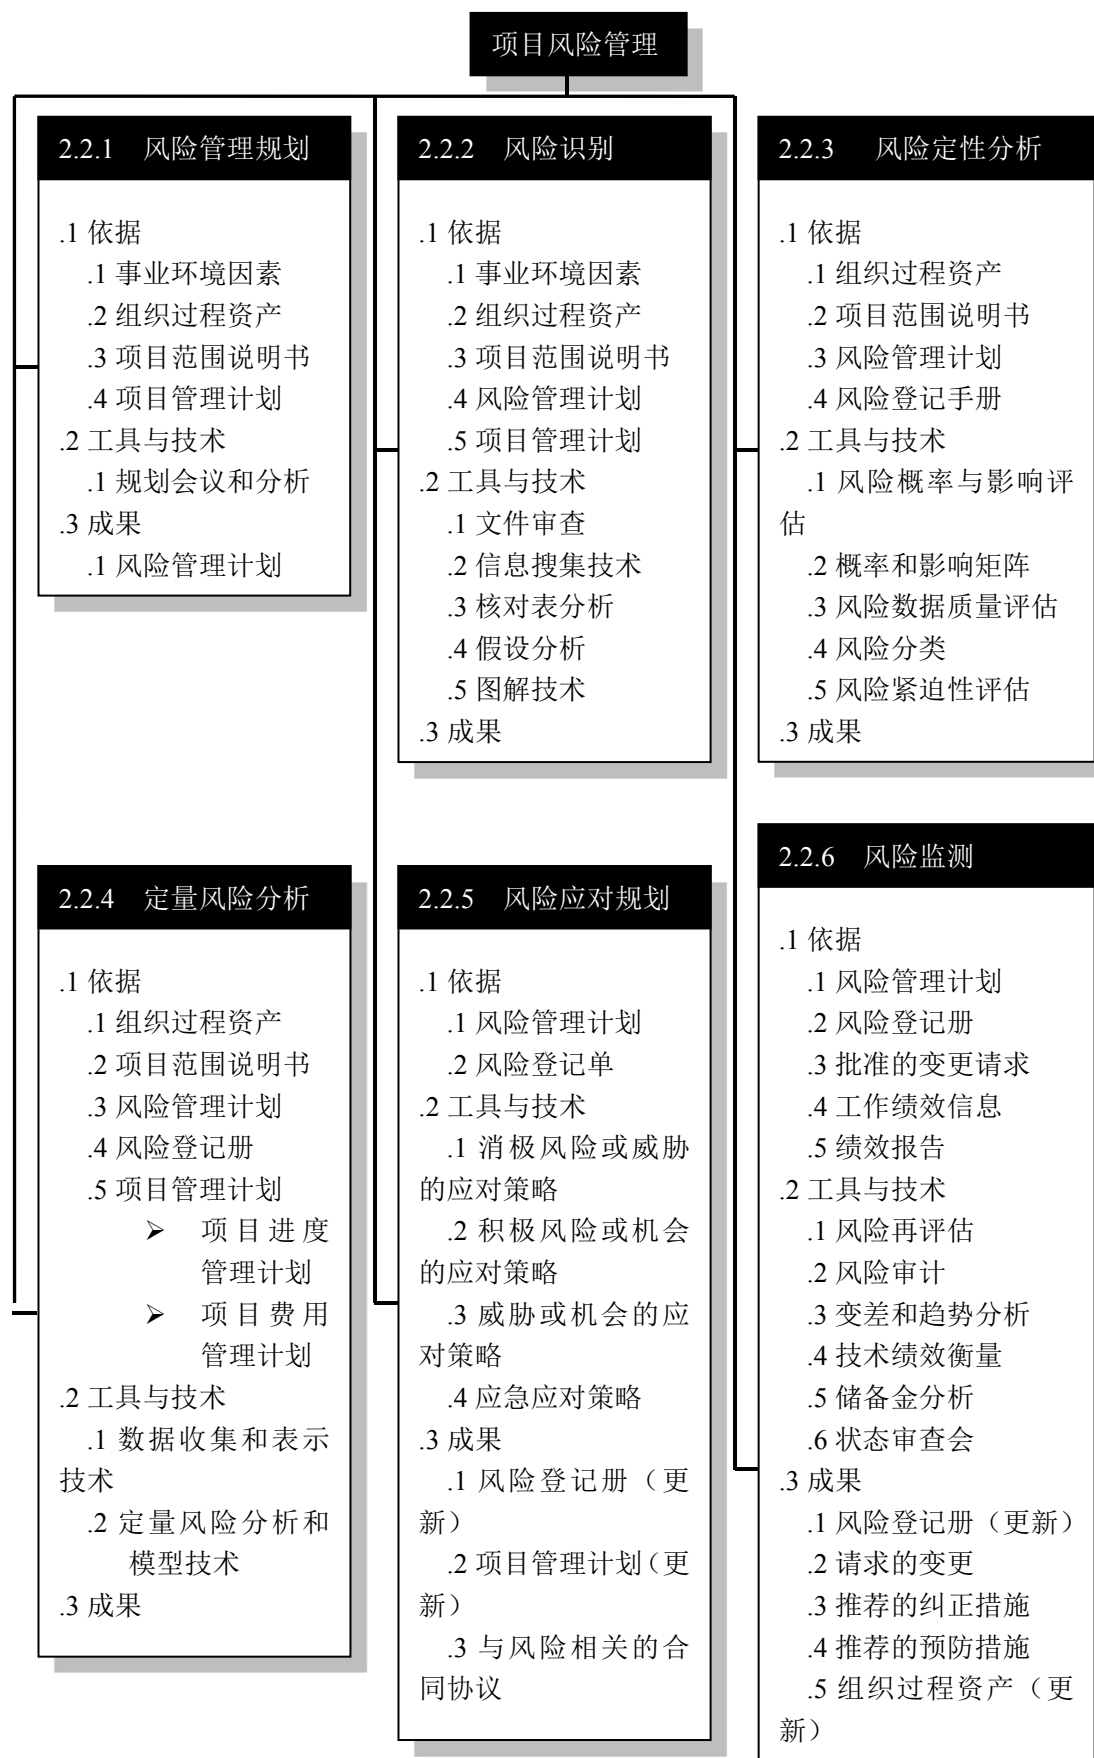 项目风险管理
2.2.1 风险管理规划
.1 依据
.1 事业环境因素
.2 组织过程资产
.3 项目范围说明书
.4 项目管理计划
.2 工具与技术
.1 规划会议和分析
.3 成果
.1 风险管理计划
2.2.2 风险识别
.1 依据
.1 事业环境因素
.2 组织过程资产
.3 项目范围说明书
.4 风险管理计划
.5 项目管理计划
.2 工具与技术
.1 文件审查
.2 信息搜集技术
.3 核对表分析
.4 假设分析
.5 图解技术
.3 成果
2.2.3 风险定性分析
.1 依据
.1 组织过程资产
.2 项目范围说明书
.3 风险管理计划
.4 风险登记手册
.2 工具与技术
.1 风险概率与影响评
估
.2 概率和影响矩阵
.3 风险数据质量评估
.4 风险分类
.5 风险紧迫性评估
.3 成果
2.2.4 定量风险分析
.1 依据
.1 组织过程资产
.2 项目范围说明书
.3 风险管理计划
.4 风险登记册
.5 项目管理计划
➢ 项目进度
管理计划
➢ 项目费用
管理计划
.2 工具与技术
.1 数据收集和表示
技术
.2 定量风险分析和
模型技术
.3 成果
2.2.5 风险应对规划
.1 依据
.1 风险管理计划
.2 风险登记单
.2 工具与技术
.1 消极风险或威胁
的应对策略
.2 积极风险或机会
的应对策略
.3 威胁或机会的应
对策略
.4 应急应对策略
.3 成果
.1 风险登记册（更
新）
.2 项目管理计划（更
新）
.3 与风险相关的合
同协议
2.2.6 风险监测
.1 依据
.1 风险管理计划
.2 风险登记册
.3 批准的变更请求
.4 工作绩效信息
.5 绩效报告
.2 工具与技术
.1 风险再评估
.2 风险审计
.3 变差和趋势分析
.4 技术绩效衡量
.5 储备金分析
.6 状态审查会
.3 成果
.1 风险登记册（更新）
.2 请求的变更
.3 推荐的纠正措施
.4 推荐的预防措施
.5 组织过程资产（更
新）